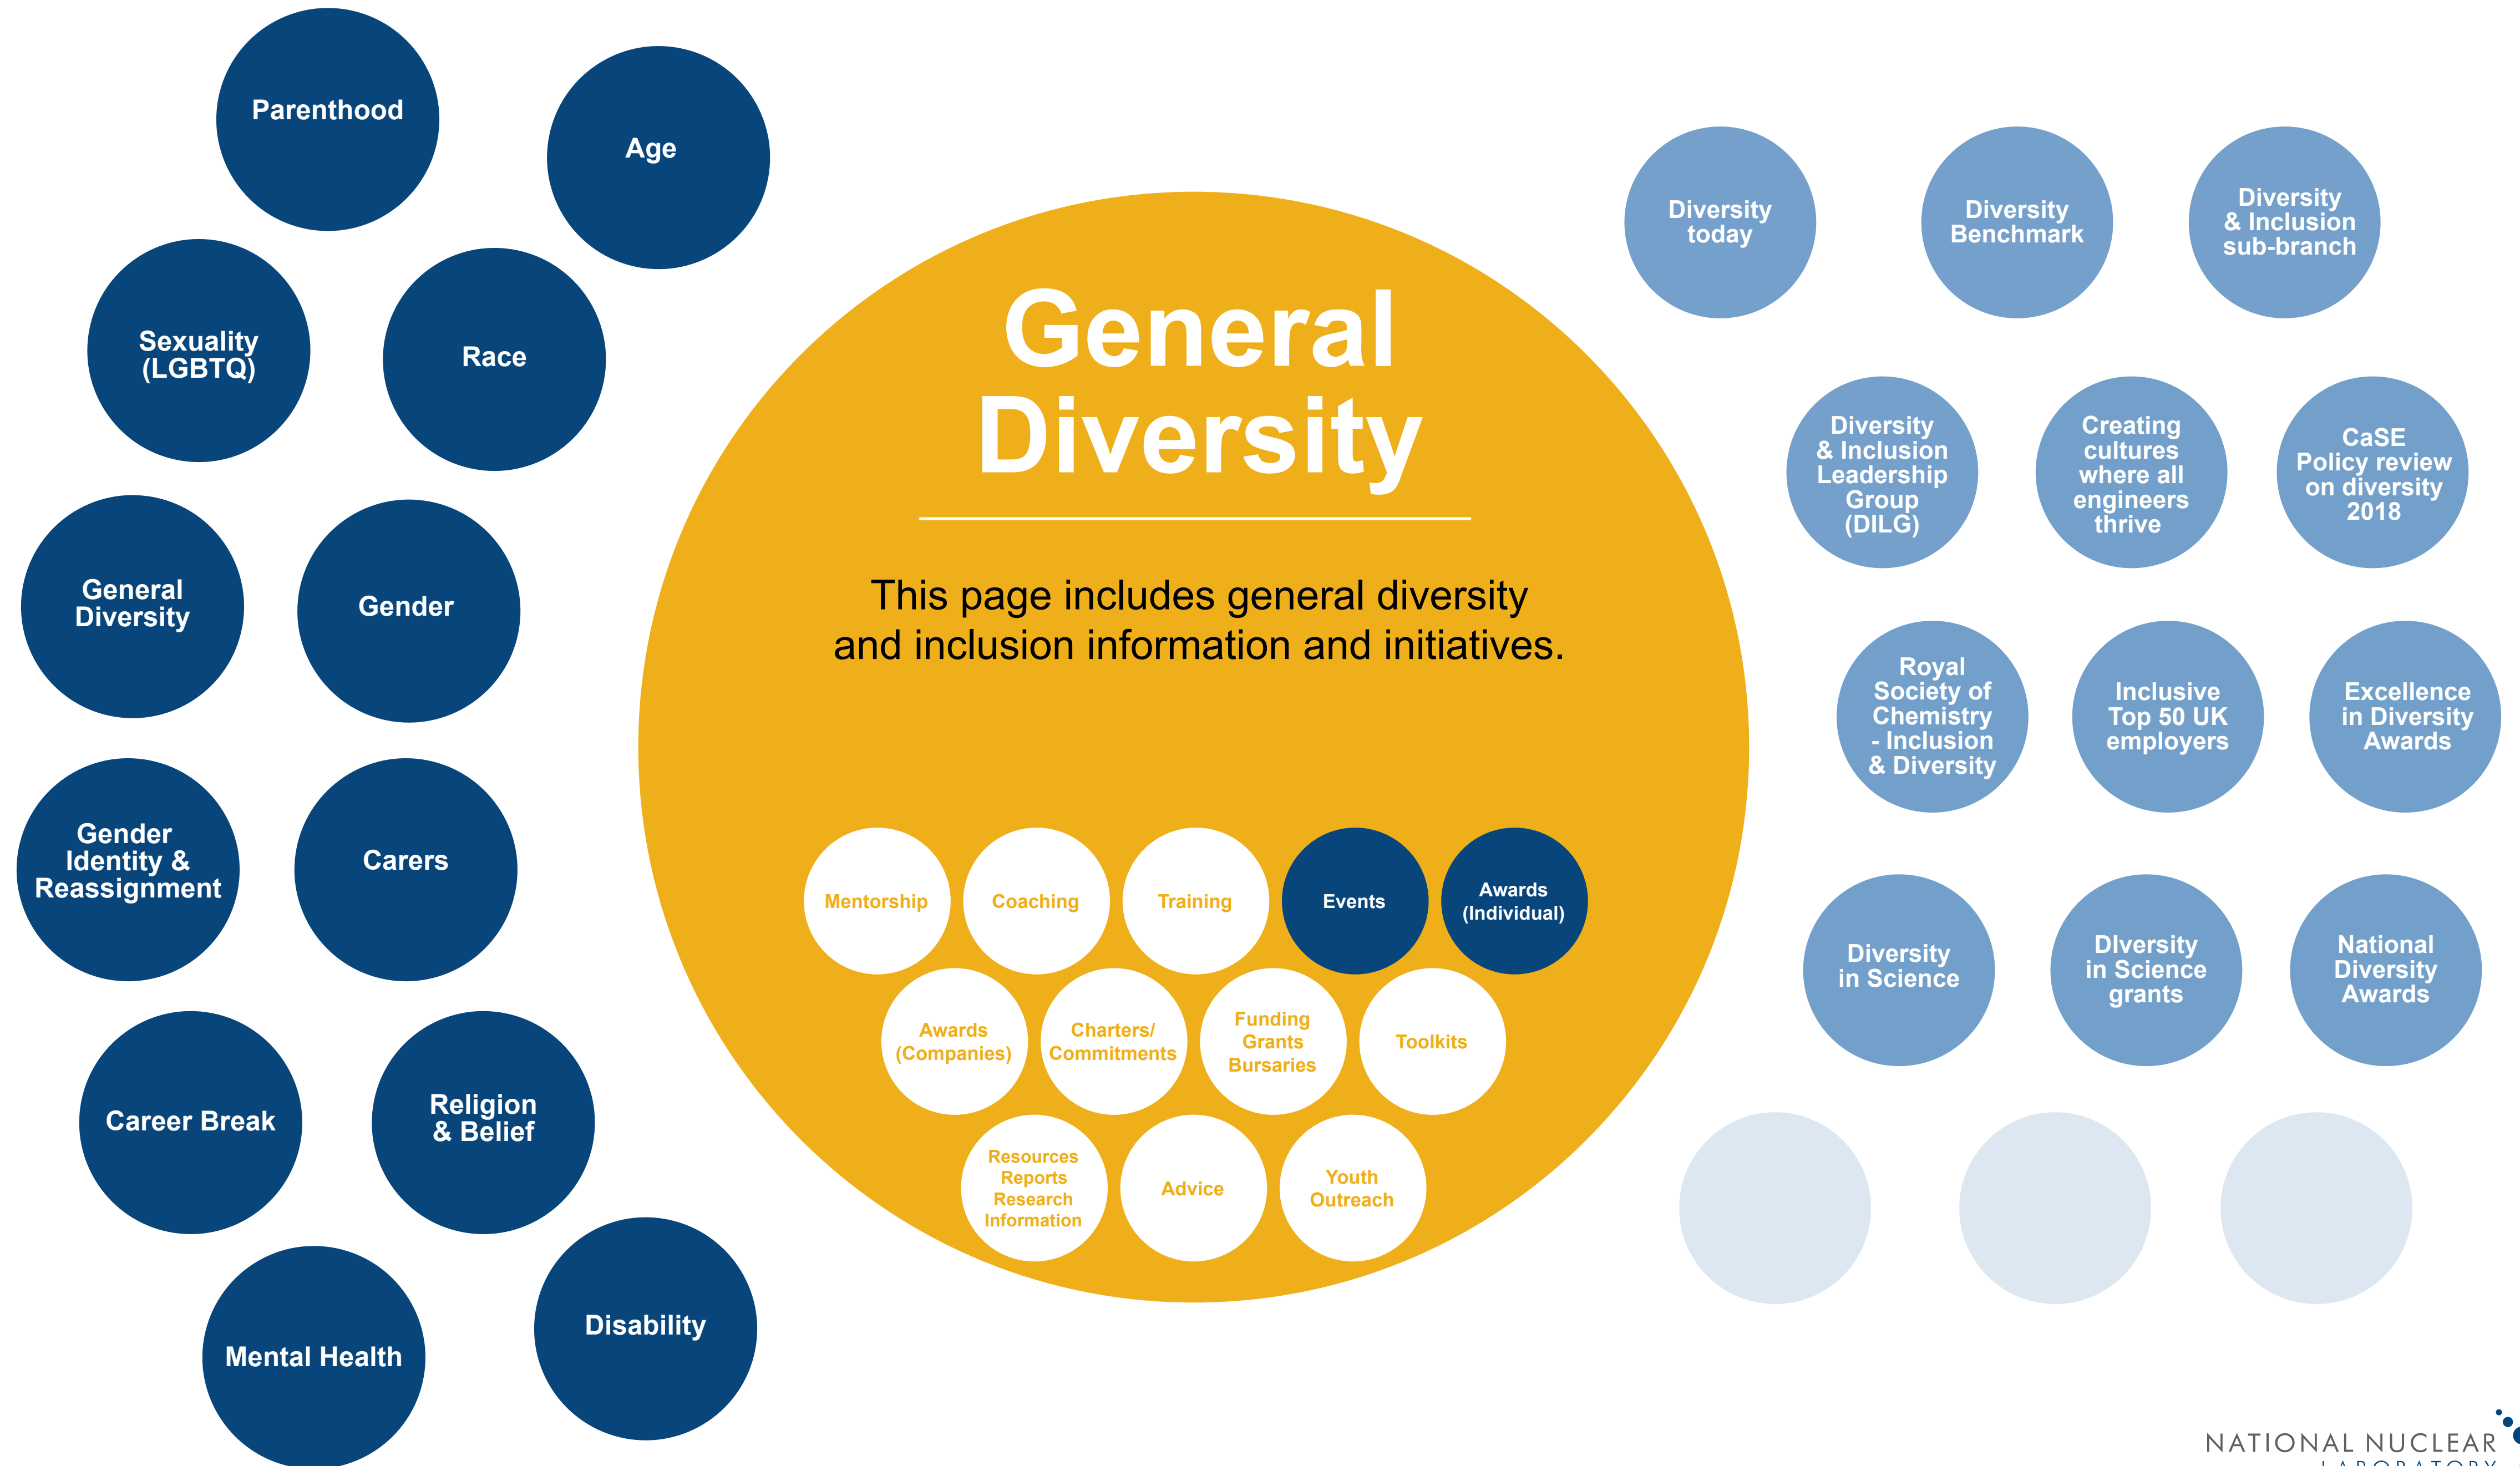 Parenthood
Age
Sexuality
(LGBTQ)
Race
General
Diversity
Gender
Gender
Identity &
Reassignment
Carers
Career Break
Religion
& Belief
Mental Health
Disability
General
Diversity
This page includes general diversity
and inclusion information and initiatives.
Mentorship
Coaching
Training
Events
Awards
(Individual)
Awards
(Companies)
Charters/
Commitments
Funding
Grants
Bursaries
Toolkits
Resources
Reports
Research
Information
Advice
Youth
Outreach
Diversity
today
Diversity
Benchmark
Diversity
& Inclusion
sub-branch
Diversity
& Inclusion
Leadership
Group
(DILG)
Creating
cultures
where all
engineers
thrive
CaSE
Policy review
on diversity
2018
Royal
Society of
Chemistry
- Inclusion
& Diversity
Inclusive
Top 50 UK
employers
Excellence
in Diversity
Awards
Diversity
in Science
DIversity
in Science
grants
National
Diversity
Awards
NATIONAL NUCLEAR
LABORATORY